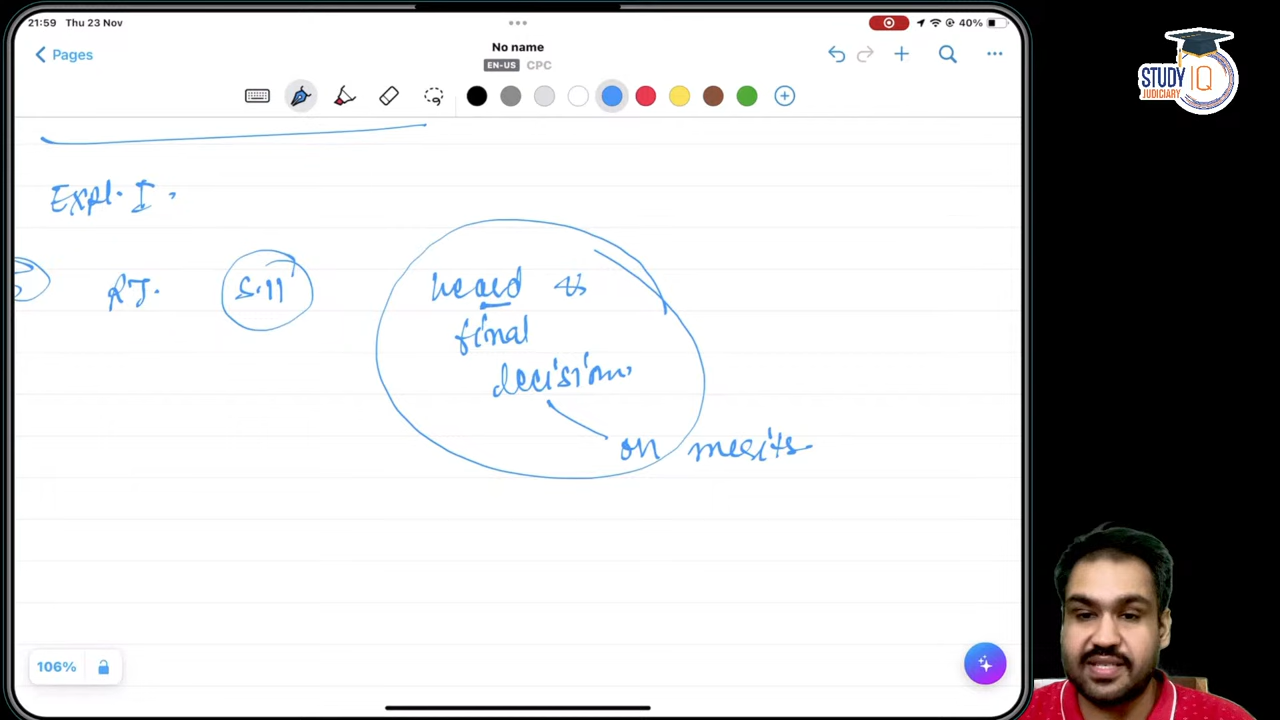 21:59 Thu 23 Nov
40%
Pages
No name
EN-US CPC
STUDY IQ
JUDICIARY
Expl. I
RJ. S.11
heard &
final
decision
on merits
106%